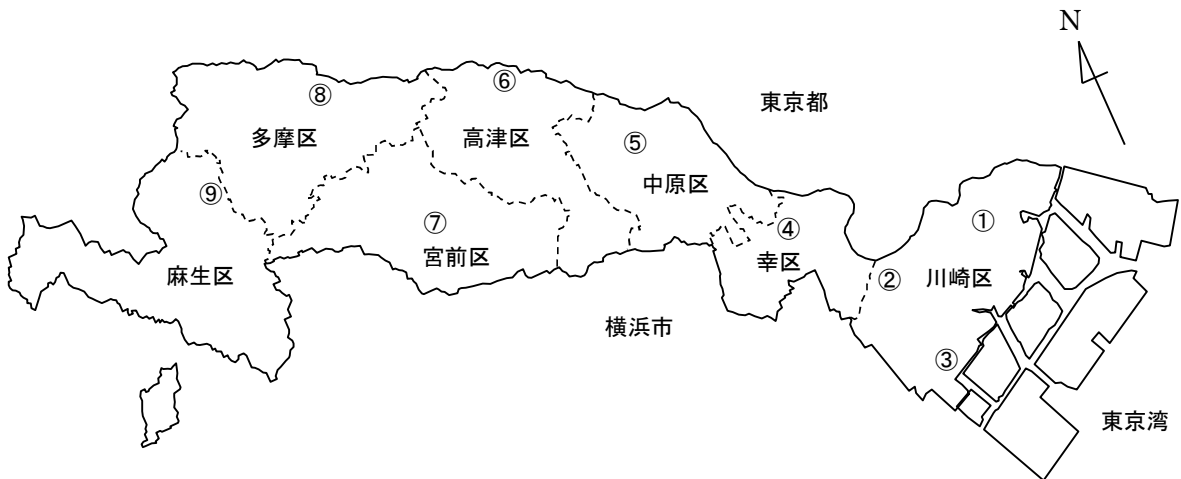 N
⑥
⑧
東京都
多摩区
高津区
⑤
中原区
⑨
①
⑦
④
宮前区
幸区
麻生区
②
川崎区
横浜市
③
東京湾